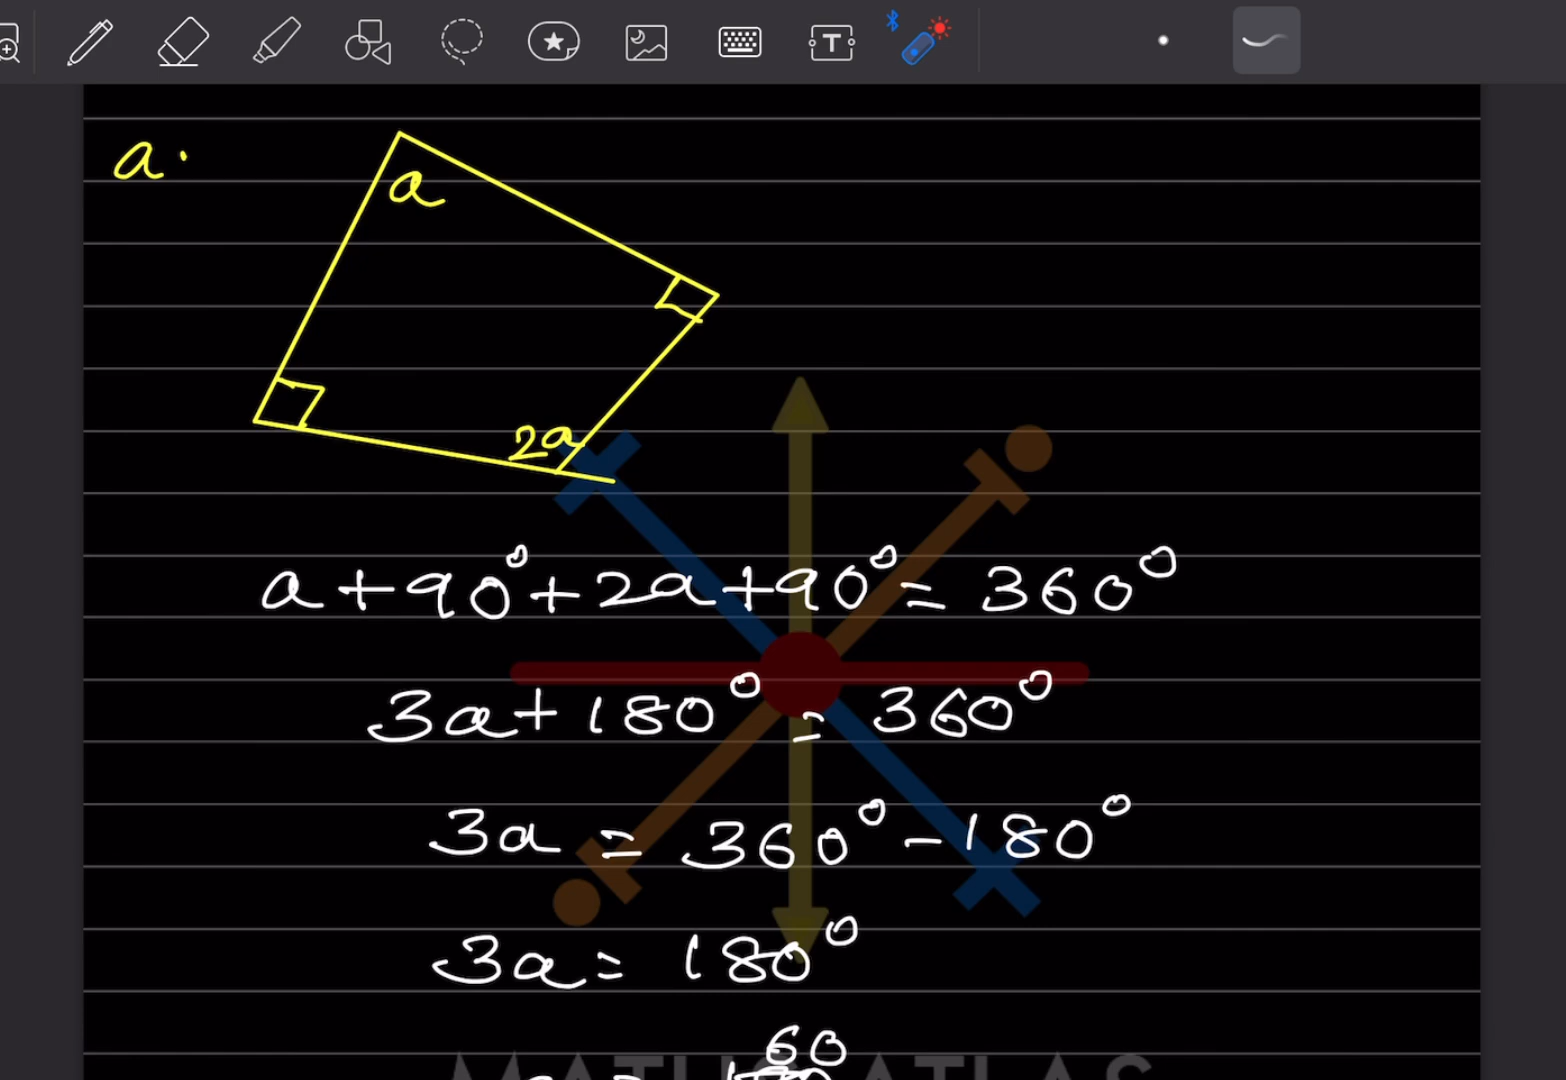 a.
a
2a
a+90°+2a+90°= 360°
3a+180° = 360°
3a = 360°-180°
3a= 180°
60